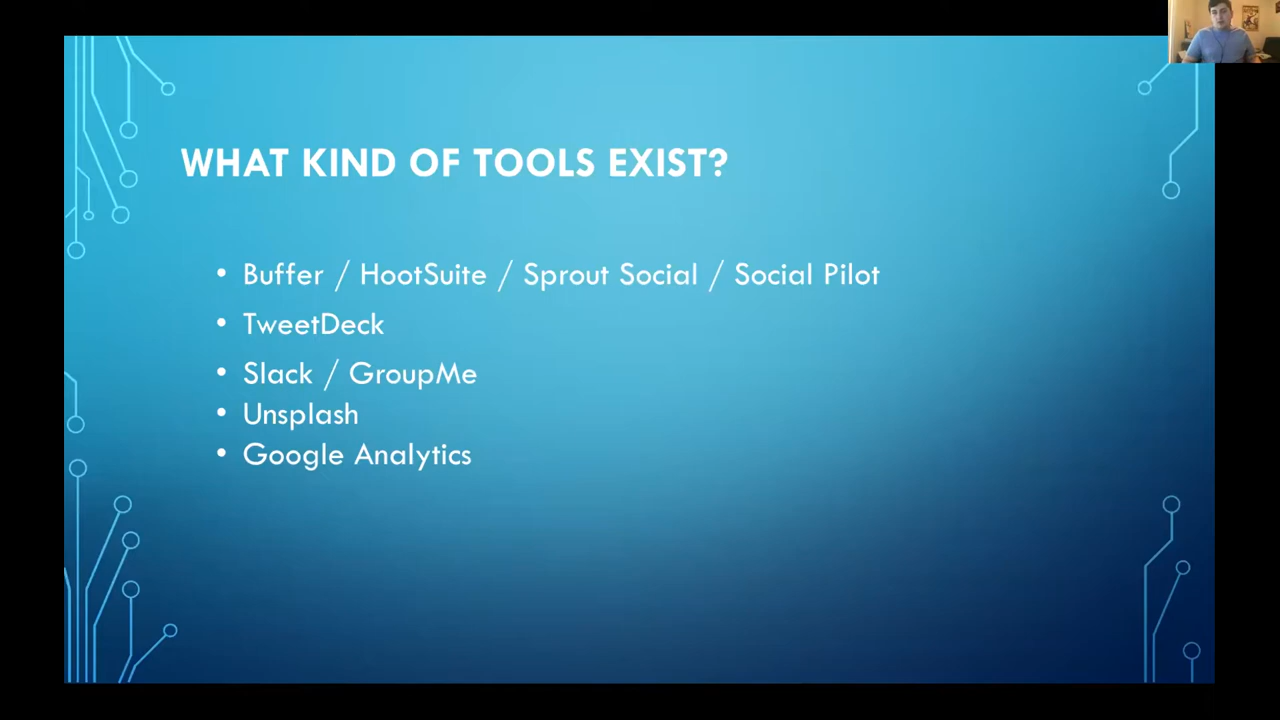 WHAT KIND OF TOOLS EXIST?
• Buffer / HootSuite / Sprout Social / Social Pilot
• TweetDeck
• Slack / GroupMe
• Unsplash
• Google Analytics